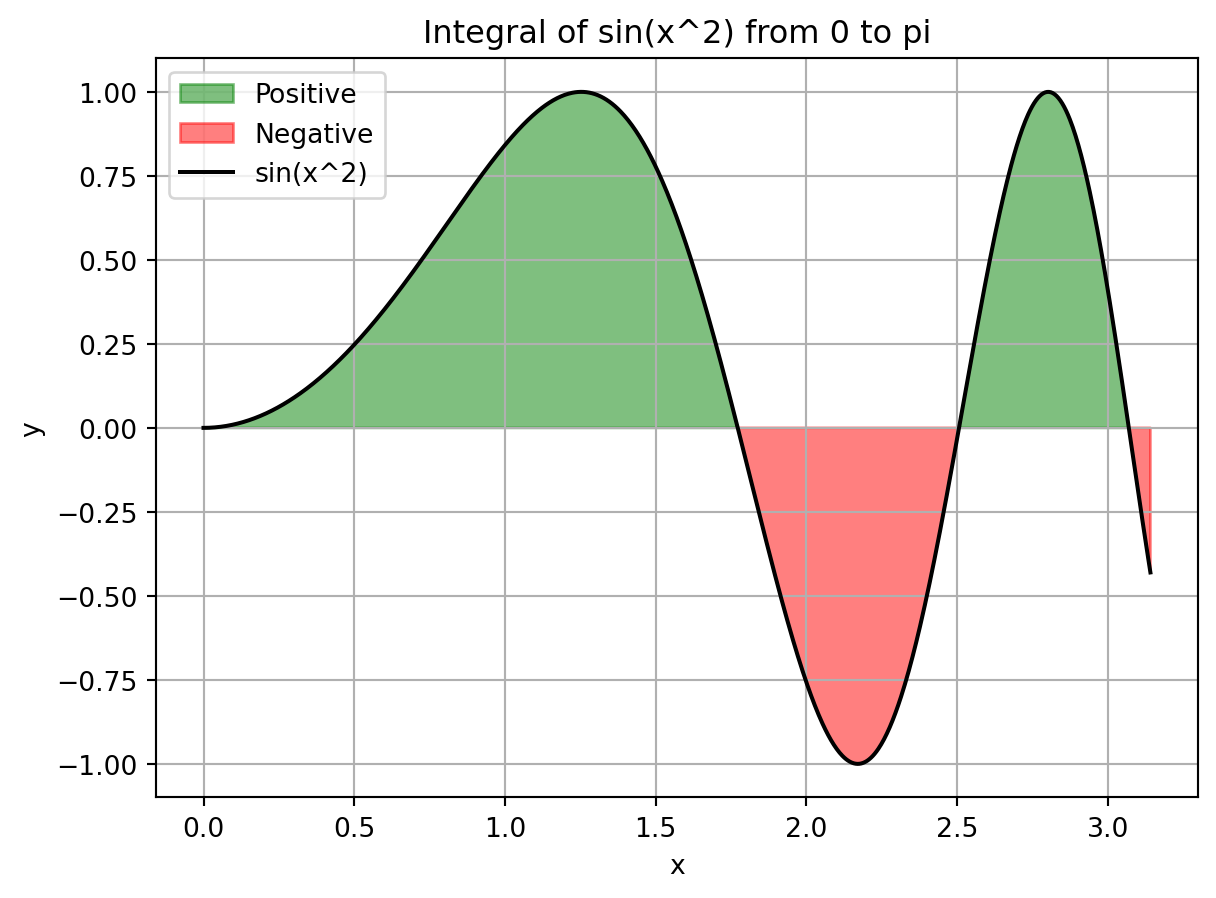 Integral of sin(x^2) from 0 to pi
Positive
Negative
sin(x^2)
1.00
0.75
0.50
0.25
0.00
−0.25
−0.50
−0.75
−1.00
y
0.0 0.5 1.0 1.5 2.0 2.5 3.0
x